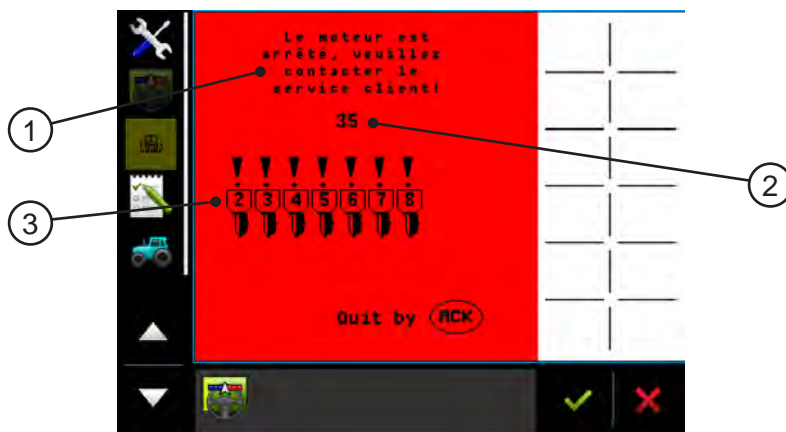 Le moteur est
arrêté, veuillez
contacter le
service client!
1
35
2
3
2 3 4 5 6 7 8
Quit by ACK